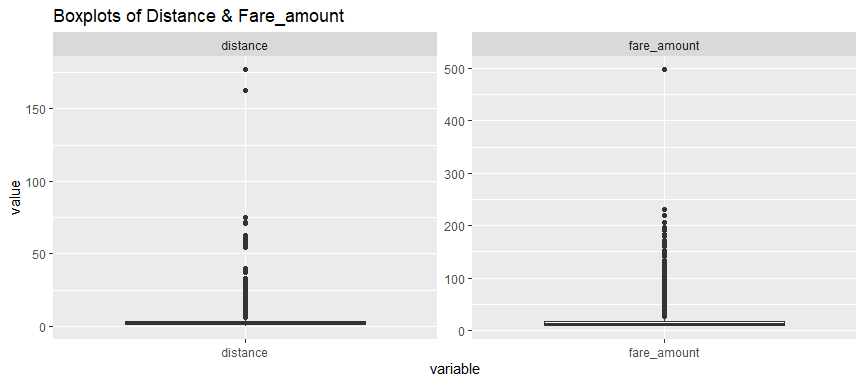 Boxplots of Distance & Fare_amount
distance
fare_amount
value
150
100
50
0
500
400
300
200
100
0
distance
fare_amount
variable